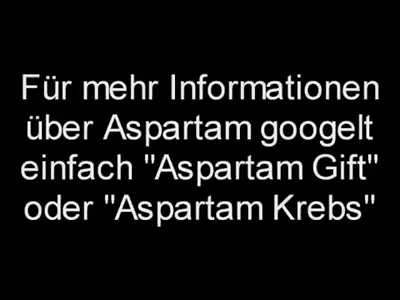 Für mehr Informationen
über Aspartam googelt
einfach "Aspartam Gift"
oder "Aspartam Krebs"